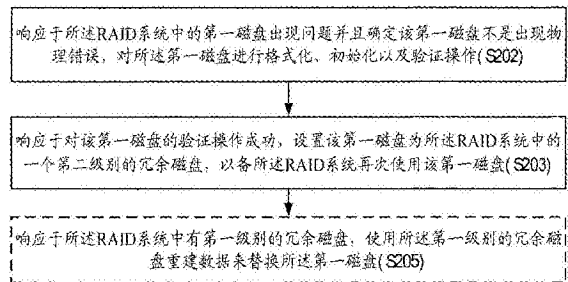 响应于所述RAID系统中的第一磁盘出现问题并且确定该第一磁盘不是出现物
理错误，对所述第一磁盘进行格式化、初始化以及验证操作(S202)
响应于对该第一磁盘的验证操作成功，设置该第一磁盘为所述RAID系统中的
一个第二级别的冗余磁盘，以备所述RAID系统再次使用该第一磁盘(S203)
响应于所述RAID系统中有第一级别的冗余磁盘，使用所述第一级别的冗余磁
盘重建数据来替换所述第一磁盘(S205)